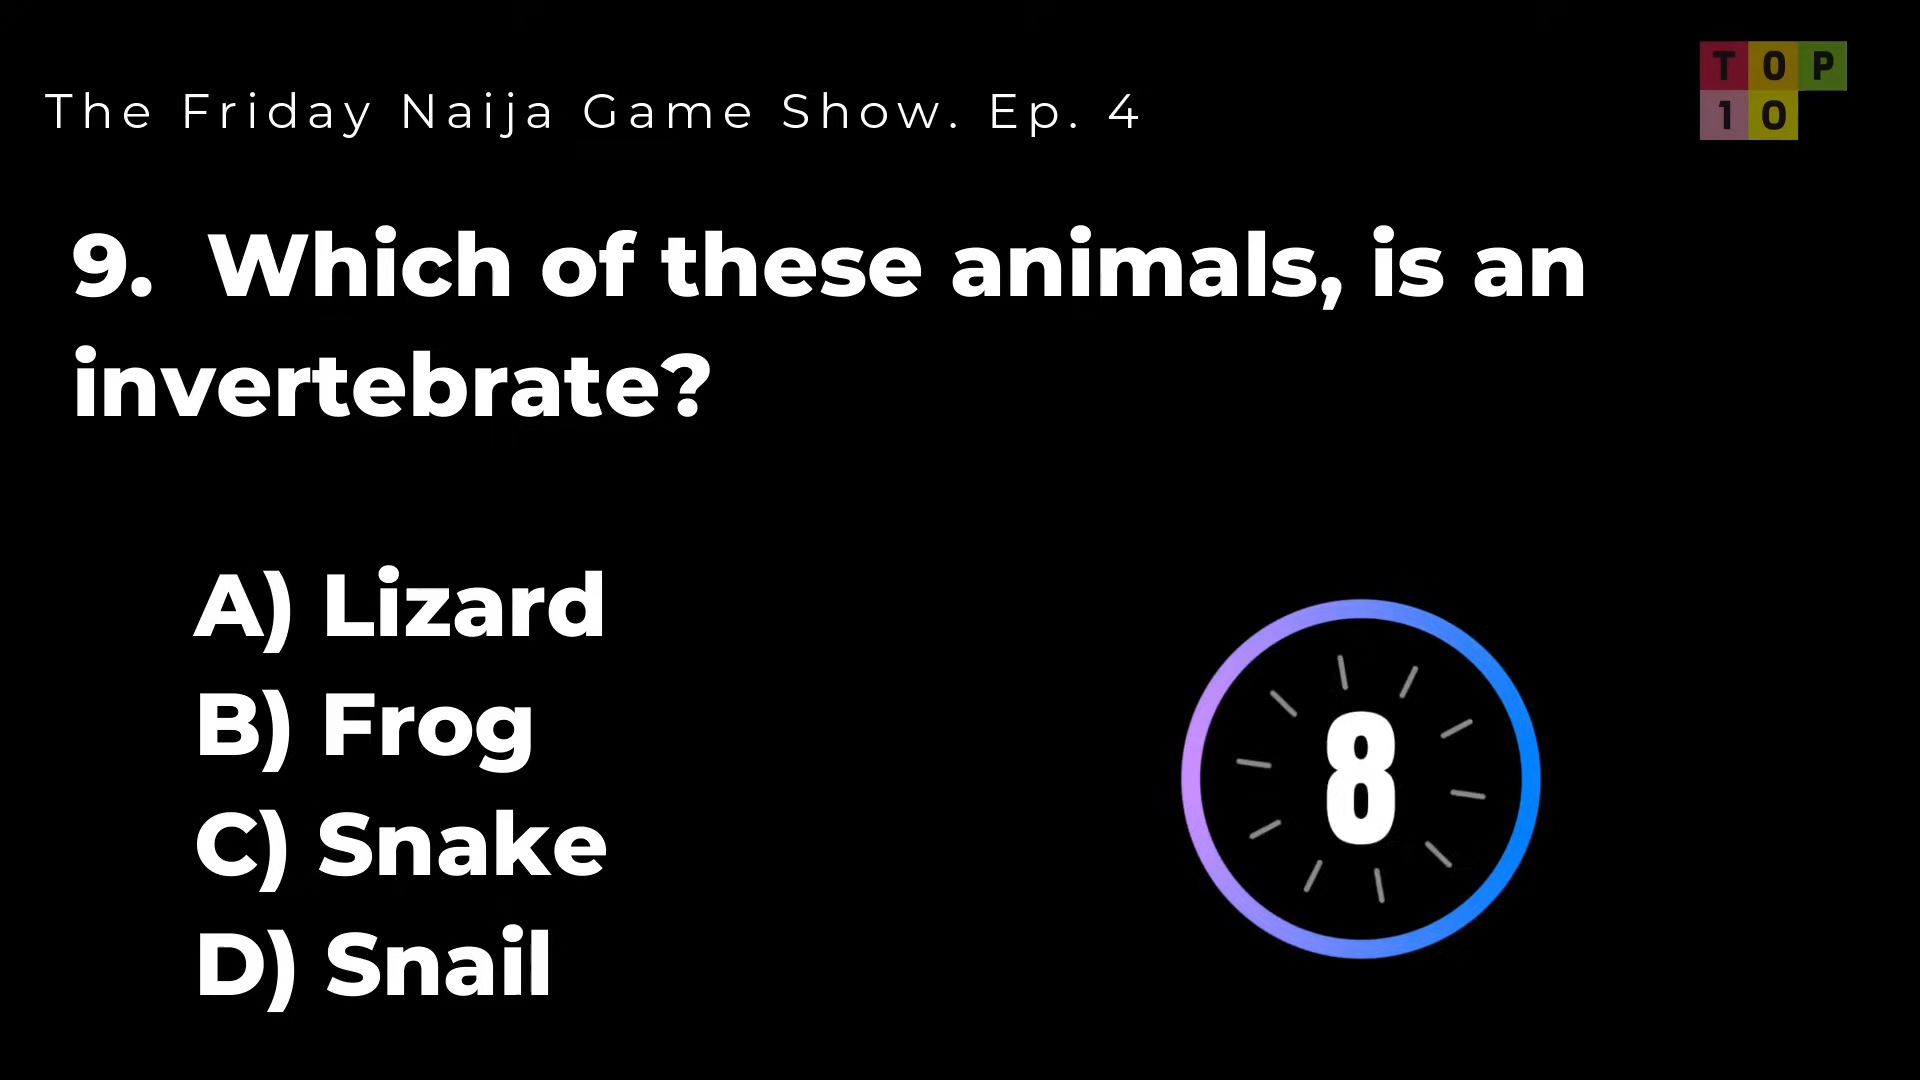 The Friday Naija Game Show. Ep. 4
TOP
10
9. Which of these animals, is an
invertebrate?
A) Lizard
B) Frog
C) Snake
D) Snail
8